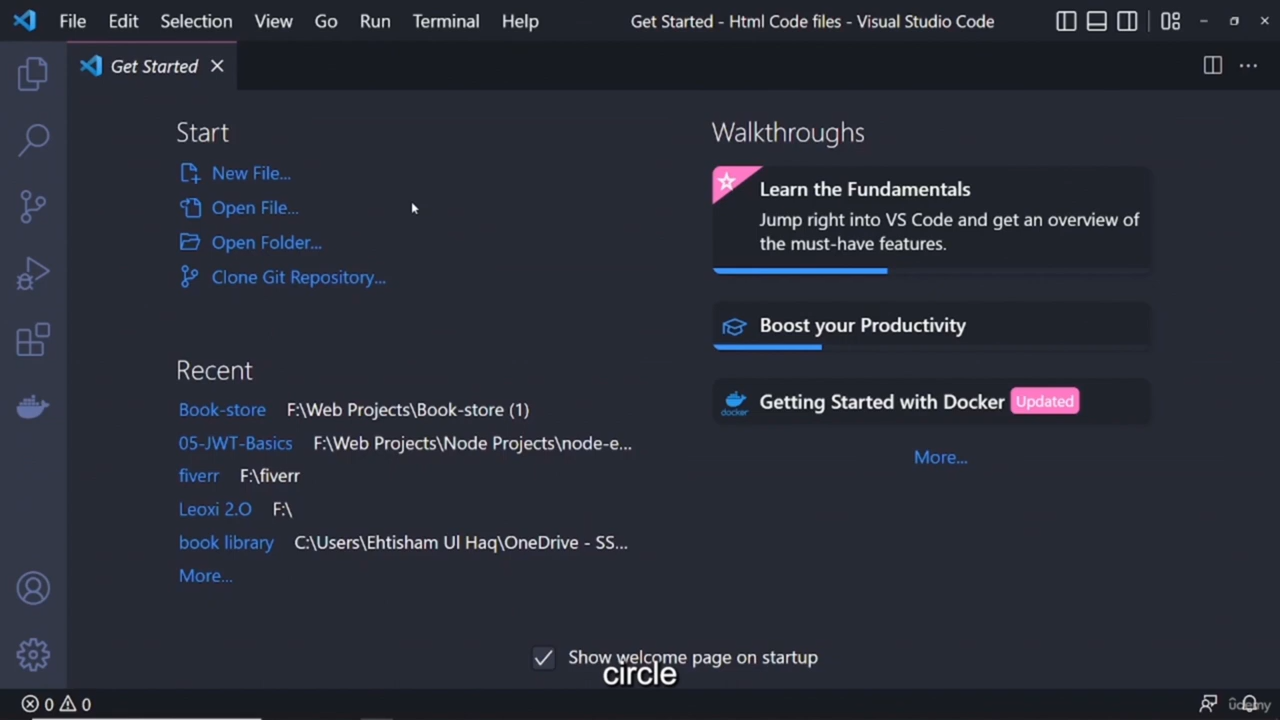 File Edit Selection View Go Run Terminal Help Get Started - Html Code files - Visual Studio Code
Get Started
Start
New File...
Open File...
Open Folder...
Clone Git Repository...
Recent
Book-store F:\Web Projects\Book-store (1)
05-JWT-Basics F:\Web Projects\Node Projects\node-e...
fiverr F:\fiverr
Leoxi 2.O F:\
book library C:\Users\Ehtisham Ul Haq\OneDrive - SS...
More...
Walkthroughs
Learn the Fundamentals
Jump right into VS Code and get an overview of
the must-have features.
Boost your Productivity
docker
Getting Started with Docker Updated
More...
Show welcome page on startup
circle
0 0
ûdemy